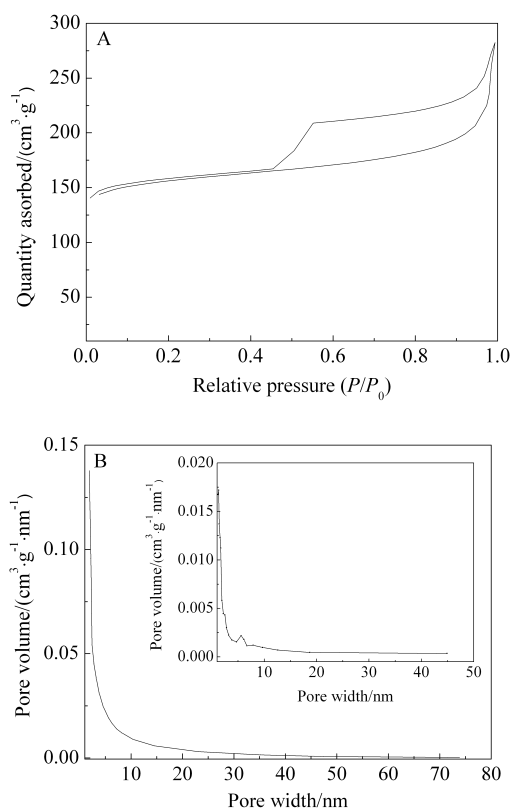 A
300
250
200
150
100
50
0.0 0.2 0.4 0.6 0.8 1.0
Quantity asorbed/(cm³·g⁻¹)
Relative pressure (P/P₀)
B
0.15
0.10
0.05
0.00
10 20 30 40 50 60 70 80
Pore volume/(cm³·g⁻¹·nm⁻¹)
Pore width/nm
0.020
0.015
0.010
0.005
0.000
10 20 30 40 50
Pore volume/(cm³·g⁻¹·nm⁻¹)
Pore width/nm